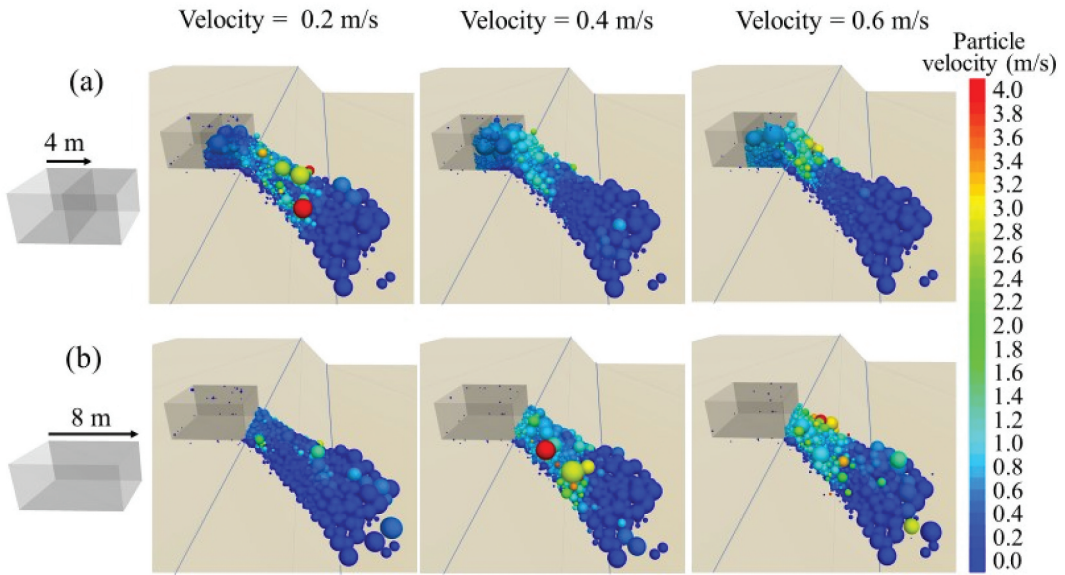 Velocity = 0.2 m/s
Velocity = 0.4 m/s
Velocity = 0.6 m/s
Particle
velocity (m/s)
(a)
4 m
(b)
8 m
4.0
3.8
3.6
3.4
3.2
3.0
2.8
2.6
2.4
2.2
2.0
1.8
1.6
1.4
1.2
1.0
0.8
0.6
0.4
0.2
0.0